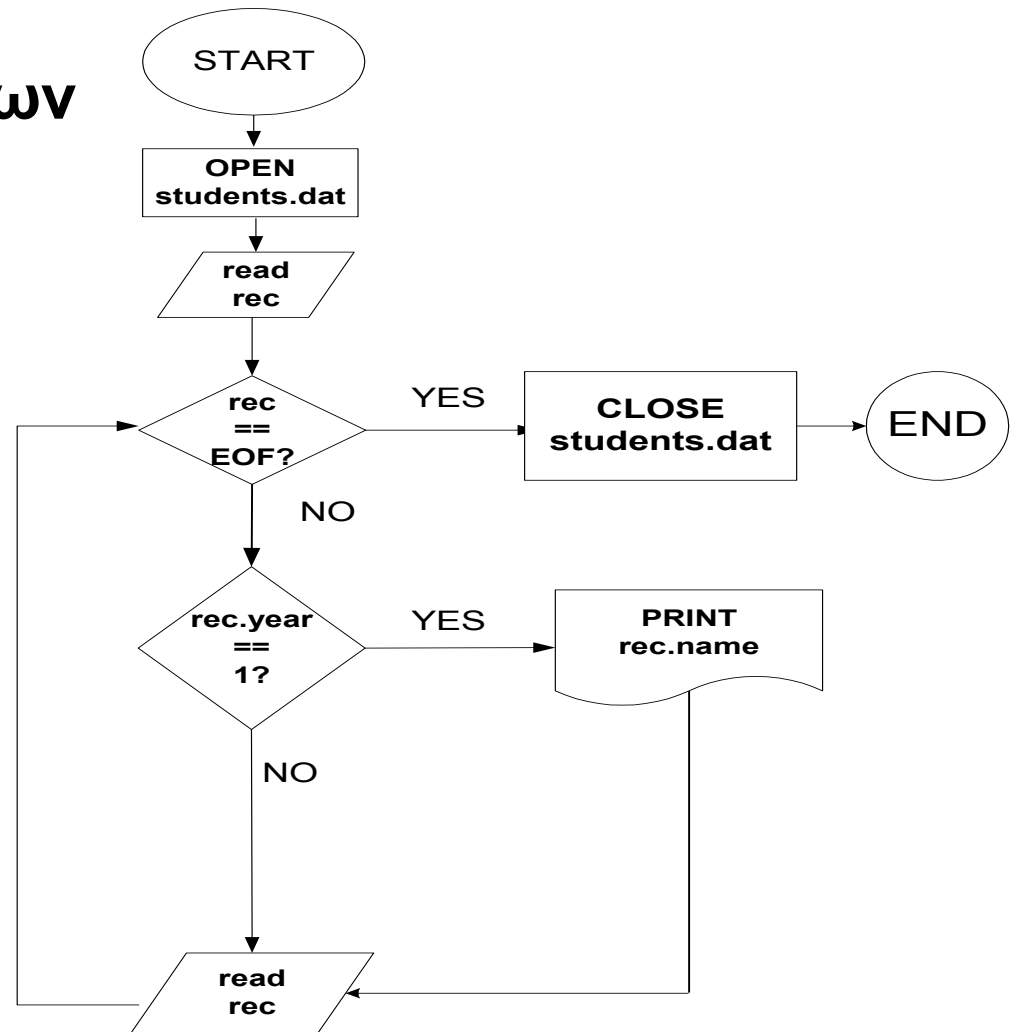 START
ων
OPEN
students.dat
read
rec
rec
==
EOF?
YES
CLOSE
students.dat
END
NO
rec.year
==
1?
YES
PRINT
rec.name
NO
read
rec